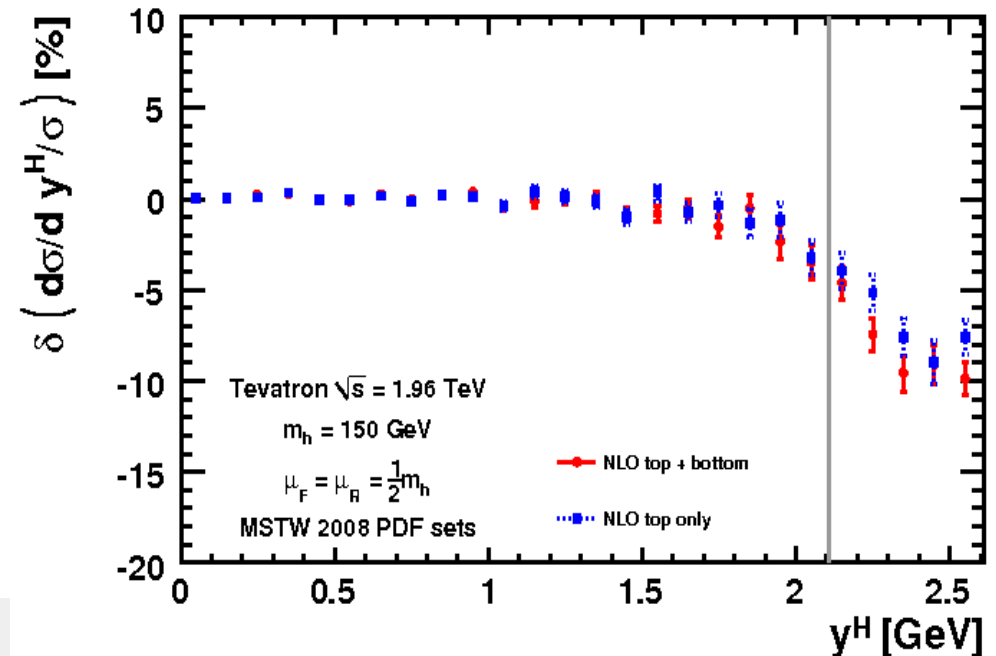 δ ( dσ/d yᴴ/σ ) [%]
10
5
0
-5
-10
-15
-20
Tevatron √s = 1.96 TeV
m_h = 150 GeV
μ_F = μ_R = 1/2 m_h
MSTW 2008 PDF sets
NLO top + bottom
NLO top only
0 0.5 1 1.5 2 2.5
yᴴ [GeV]